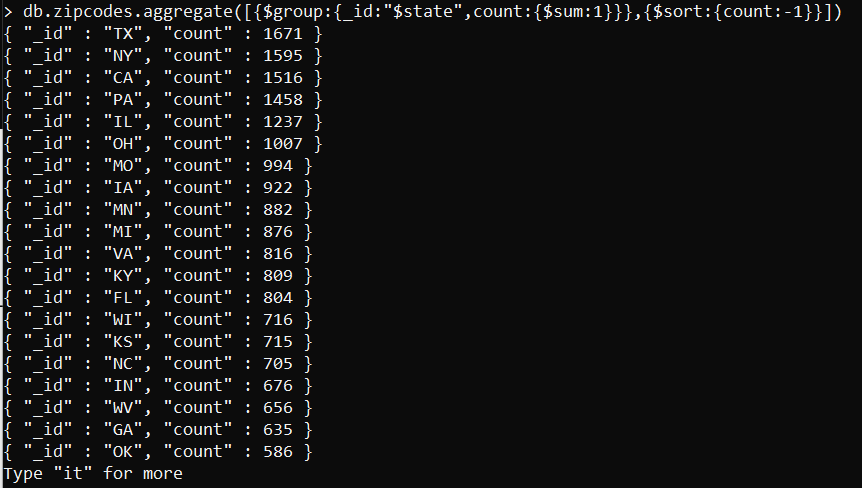 > db.zipcodes.aggregate([{$group:{_id:"$state",count:{$sum:1}}},{$sort:{count:-1}}])
{ "_id" : "TX", "count" : 1671 }
{ "_id" : "NY", "count" : 1595 }
{ "_id" : "CA", "count" : 1516 }
{ "_id" : "PA", "count" : 1458 }
{ "_id" : "IL", "count" : 1237 }
{ "_id" : "OH", "count" : 1007 }
{ "_id" : "MO", "count" : 994 }
{ "_id" : "IA", "count" : 922 }
{ "_id" : "MN", "count" : 882 }
{ "_id" : "MI", "count" : 876 }
{ "_id" : "VA", "count" : 816 }
{ "_id" : "KY", "count" : 809 }
{ "_id" : "FL", "count" : 804 }
{ "_id" : "WI", "count" : 716 }
{ "_id" : "KS", "count" : 715 }
{ "_id" : "NC", "count" : 705 }
{ "_id" : "IN", "count" : 676 }
{ "_id" : "WV", "count" : 656 }
{ "_id" : "GA", "count" : 635 }
{ "_id" : "OK", "count" : 586 }
Type "it" for more